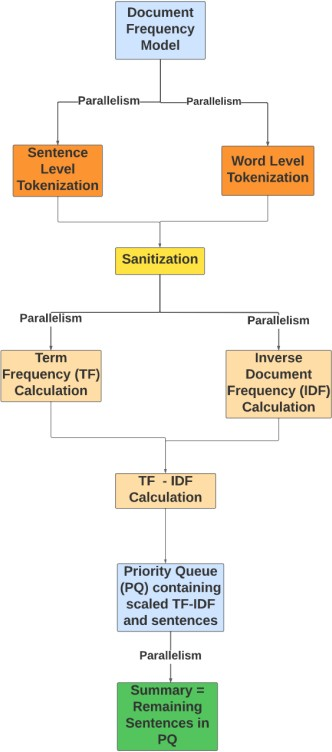 Document
Frequency
Model
Parallelism
Parallelism
Sentence
Level
Tokenization
Word Level
Tokenization
Sanitization
Parallelism
Parallelism
Term
Frequency (TF)
Calculation
Inverse
Document
Frequency (IDF)
Calculation
TF - IDF
Calculation
Priority Queue
(PQ) containing
scaled TF-IDF
and sentences
Parallelism
Summary =
Remaining
Sentences in
PQ